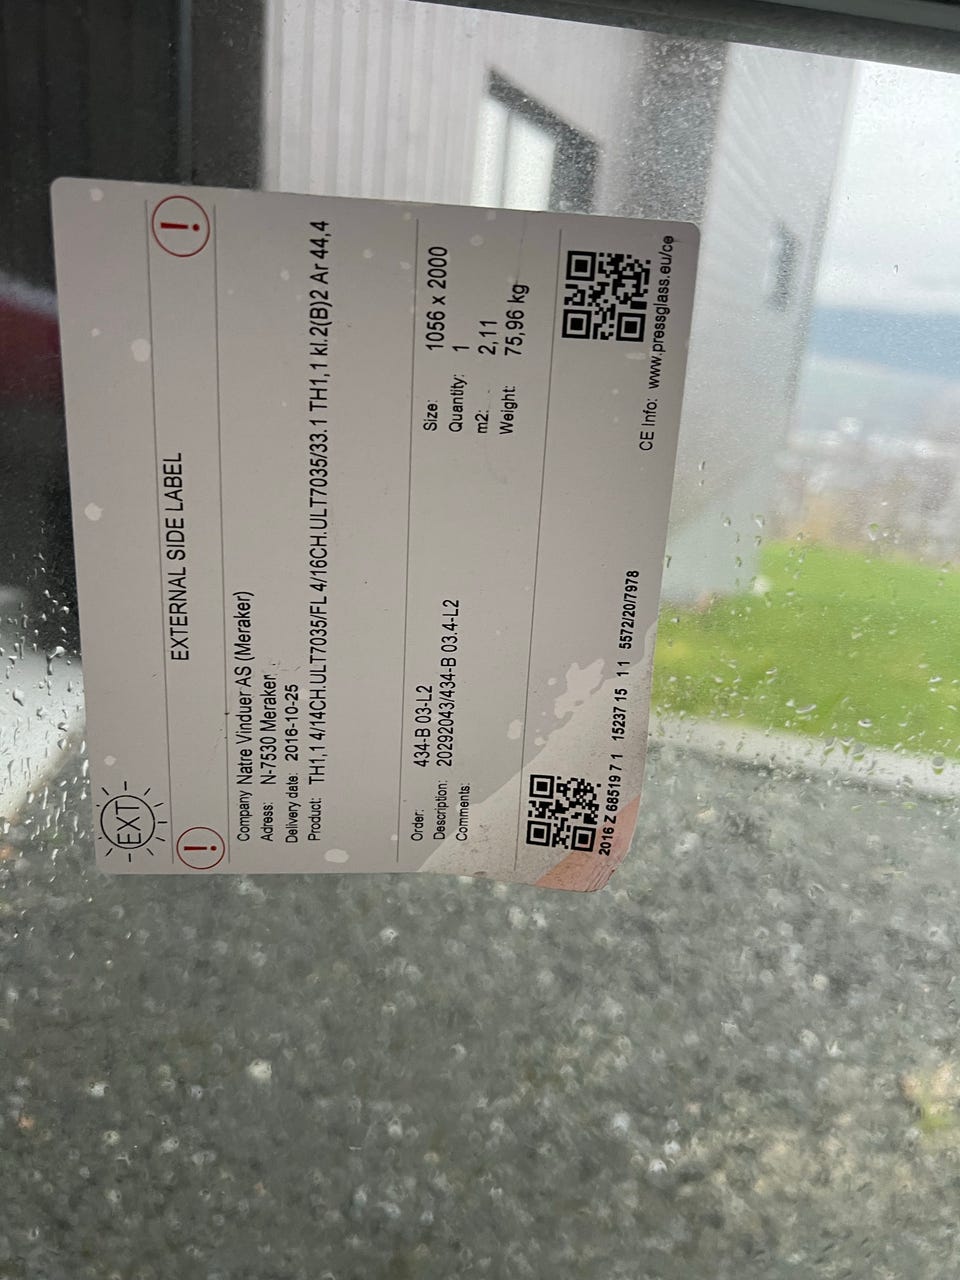 EXT
EXTERNAL SIDE LABEL
Company Natre Vinduer AS (Meraker)
Adress: N-7530 Meraker
Delivery date: 2016-10-25
Product: TH1,1 4/14CH.ULT7035/FL 4/16CH.ULT7035/33.1 TH1,1 kl.2(B)2 Ar 44,4
Order: 434-B 03-L2
Description: 20292043/434-B 03.4-L2
Comments:
Size: 1056 x 2000
Quantity: 1
m2: 2,11
Weight: 75,96 kg
2016 Z 68519 7 1 15237 15 1 1 5572/20/7978
CE Info: www.pressglass.eu/ce